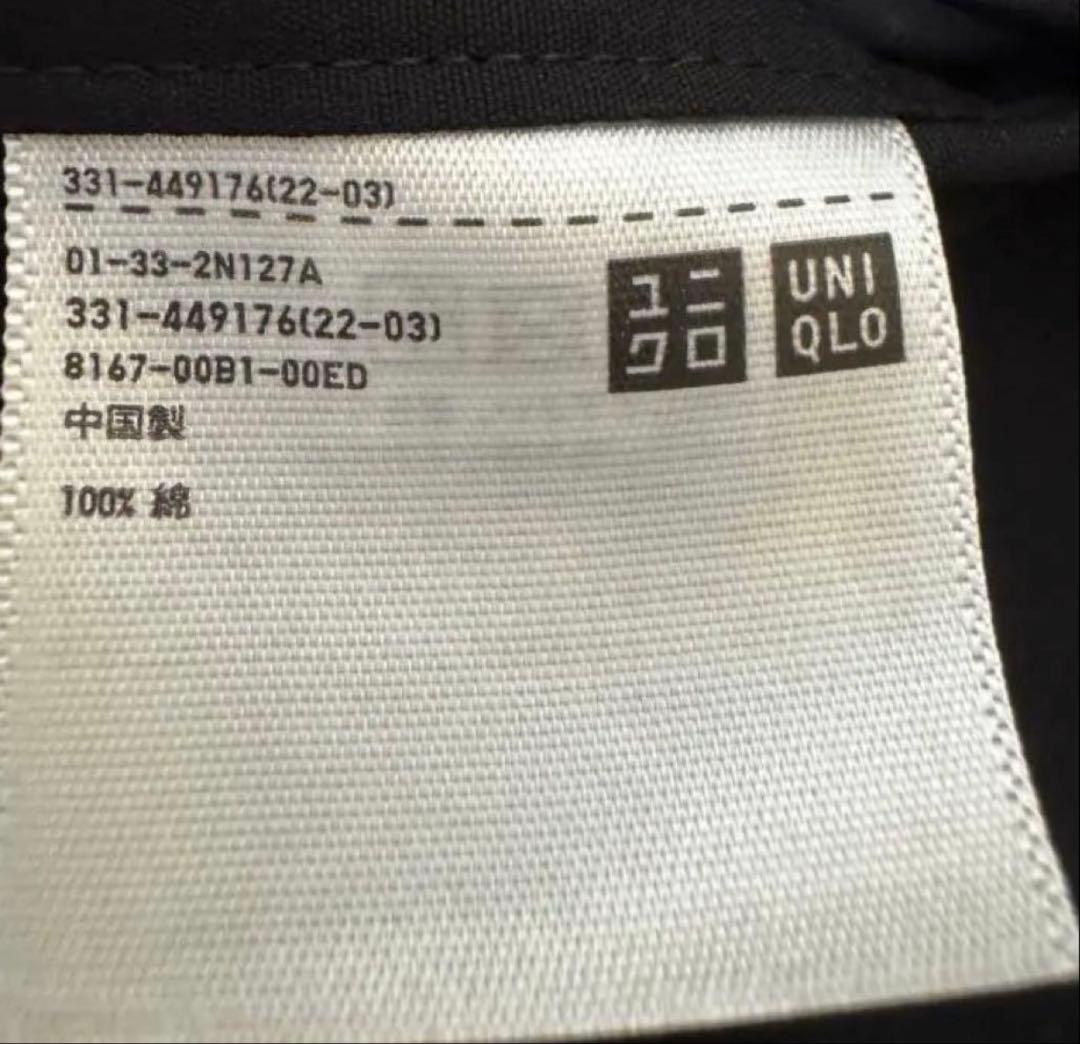 331-449176(22-03)
01-33-2N127A
331-449176(22-03)
8167-00B1-00ED
中国製
100% 綿
ユニ
クロ
UNI
QLO